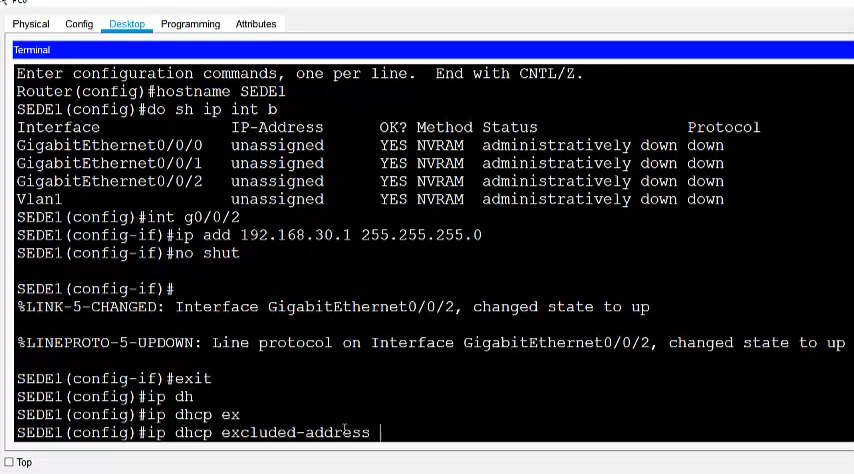 Physical Config Desktop Programming Attributes
Terminal
Enter configuration commands, one per line.  End with CNTL/Z.
Router(config)#hostname SEDE1
SEDE1(config)#do sh ip int b
Interface IP-Address OK? Method Status Protocol
GigabitEthernet0/0/0 unassigned YES NVRAM administratively down down
GigabitEthernet0/0/1 unassigned YES NVRAM administratively down down
GigabitEthernet0/0/2 unassigned YES NVRAM administratively down down
Vlan1 unassigned YES NVRAM administratively down down
SEDE1(config)#int g0/0/2
SEDE1(config-if)#ip add 192.168.30.1 255.255.255.0
SEDE1(config-if)#no shut
SEDE1(config-if)#
%LINK-5-CHANGED: Interface GigabitEthernet0/0/2, changed state to up
%LINEPROTO-5-UPDOWN: Line protocol on Interface GigabitEthernet0/0/2, changed state to up
SEDE1(config-if)#exit
SEDE1(config)#ip dh
SEDE1(config)#ip dhcp ex
SEDE1(config)#ip dhcp excluded-address
Top